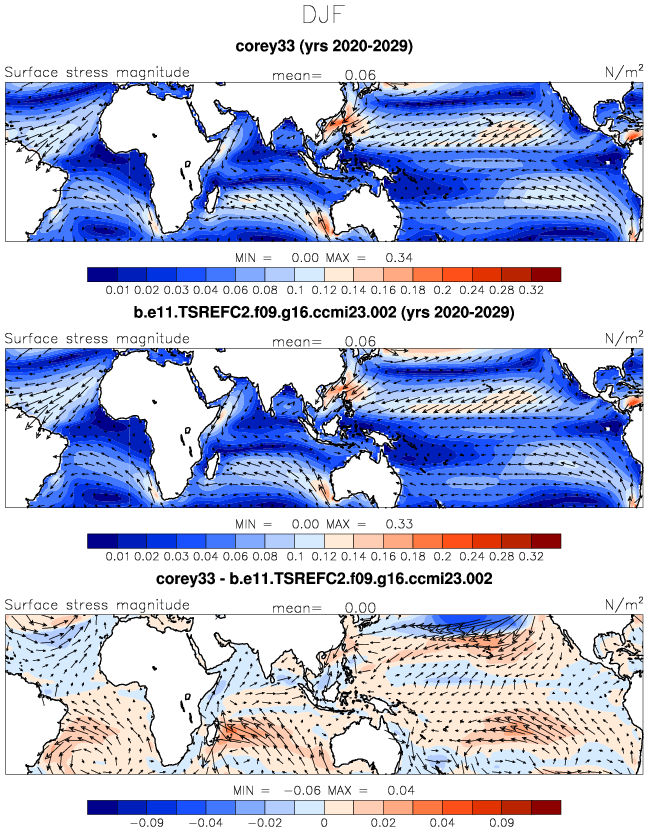 DJF
corey33 (yrs 2020-2029)
Surface stress magnitude mean= 0.06 N/m²
MIN = 0.00 MAX = 0.34
0.01 0.02 0.03 0.04 0.06 0.08 0.1 0.12 0.14 0.16 0.18 0.2 0.24 0.28 0.32
b.e11.TSREFC2.f09.g16.ccmi23.002 (yrs 2020-2029)
Surface stress magnitude mean= 0.06 N/m²
MIN = 0.00 MAX = 0.33
0.01 0.02 0.03 0.04 0.06 0.08 0.1 0.12 0.14 0.16 0.18 0.2 0.24 0.28 0.32
corey33 - b.e11.TSREFC2.f09.g16.ccmi23.002
Surface stress magnitude mean= 0.00 N/m²
MIN = -0.06 MAX = 0.04
-0.09 -0.04 -0.02 0 0.02 0.04 0.09